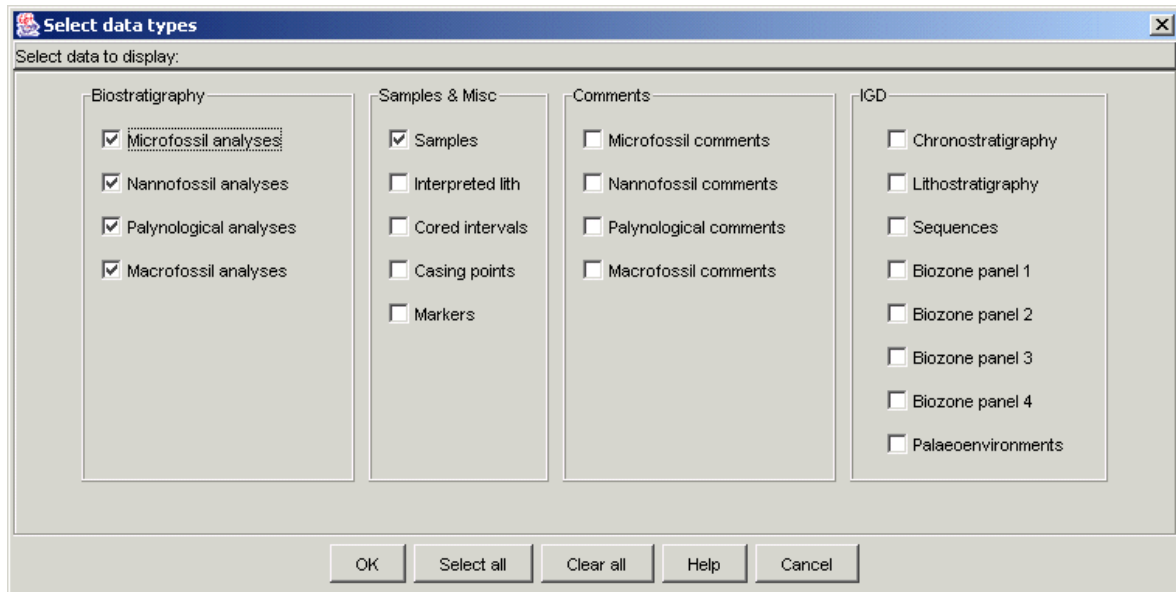 Select data types
Select data to display:
Biostratigraphy
Microfossil analyses
Nannofossil analyses
Palynological analyses
Macrofossil analyses
Samples & Misc
Samples
Interpreted lith
Cored intervals
Casing points
Markers
Comments
Microfossil comments
Nannofossil comments
Palynological comments
Macrofossil comments
IGD
Chronostratigraphy
Lithostratigraphy
Sequences
Biozone panel 1
Biozone panel 2
Biozone panel 3
Biozone panel 4
Palaeoenvironments
OK
Select all
Clear all
Help
Cancel